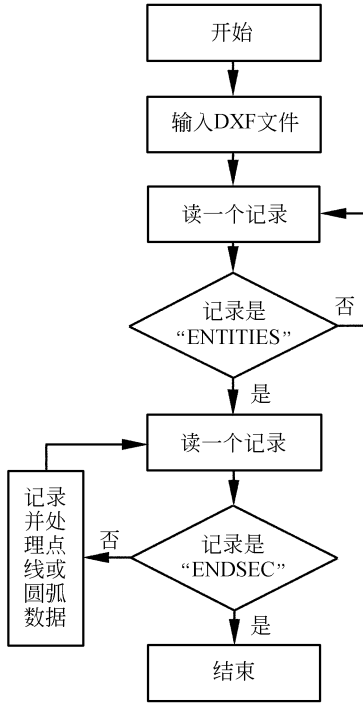 开始
输入DXF文件
读一个记录
记录是
“ENTITIES”
否
是
读一个记录
记录
并处
理点
线或
圆弧
数据
否
记录是
“ENDSEC”
是
结束